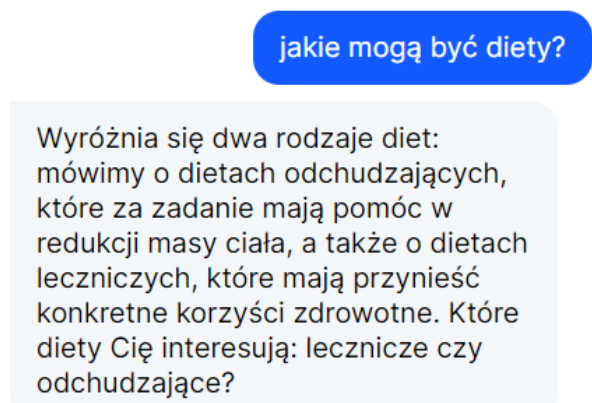 jakie mogą być diety?
Wyróżnia się dwa rodzaje diet:
mówimy o dietach odchudzających,
które za zadanie mają pomóc w
redukcji masy ciała, a także o dietach
leczniczych, które mają przynieść
konkretne korzyści zdrowotne. Które
diety Cię interesują: lecznicze czy
odchudzające?